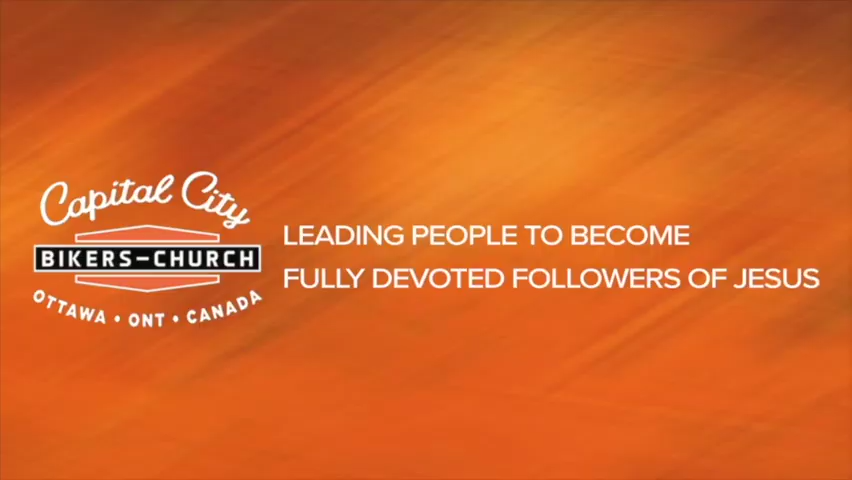 Capital City
BIKERS-CHURCH
OTTAWA • ONT • CANADA
LEADING PEOPLE TO BECOME
FULLY DEVOTED FOLLOWERS OF JESUS